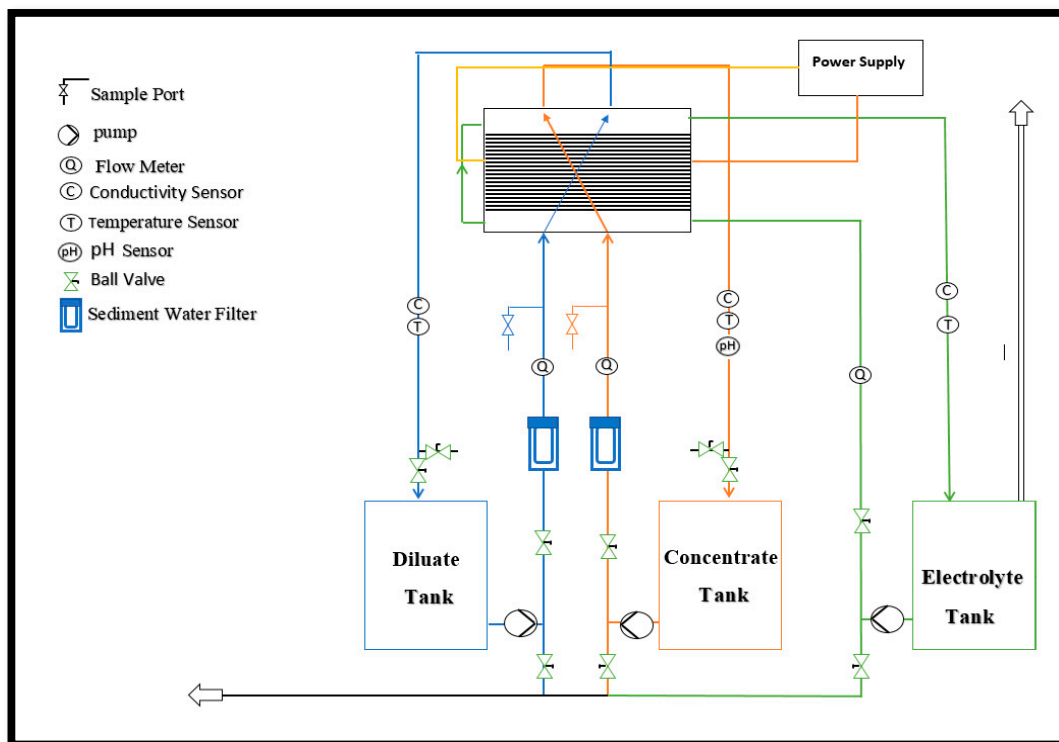 Power Supply
Sample Port
pump
Q Flow Meter
C Conductivity Sensor
T Temperature Sensor
pH pH Sensor
Ball Valve
Sediment Water Filter
C
T
C
T
pH
C
T
Q
Q
Q
Diluate
Tank
Concentrate
Tank
Electrolyte
Tank